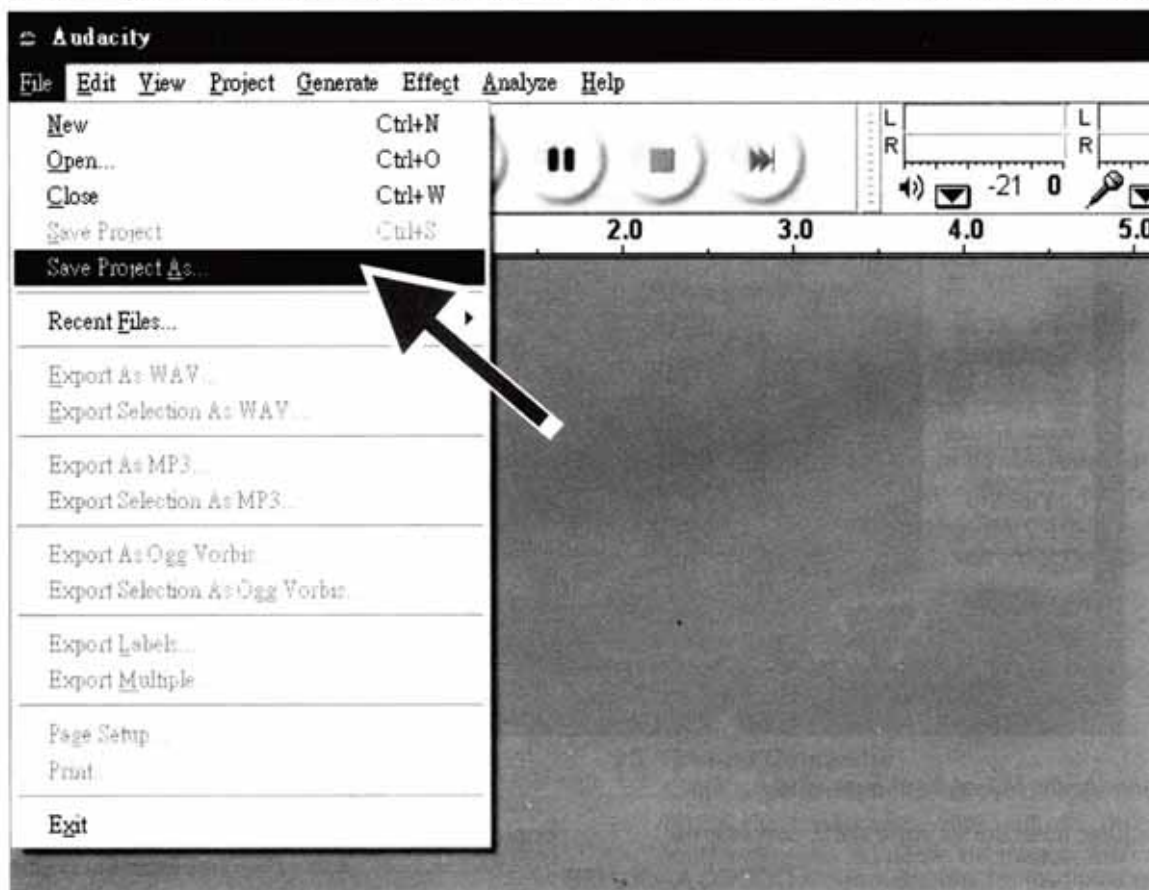 Audacity
File Edit View Project Generate Effect Analyze Help
New Ctrl+N
Open... Ctrl+O
Close Ctrl+W
Save Project Ctrl+S
Save Project As...
Recent Files...
Export As WAV...
Export Selection As WAV...
Export As MP3...
Export Selection As MP3...
Export As Ogg Vorbis
Export Selection As Ogg Vorbis
Export Labels...
Export Multiple
Page Setup
Print
Exit
L L
R R
-21 0
2.0 3.0 4.0 5.0